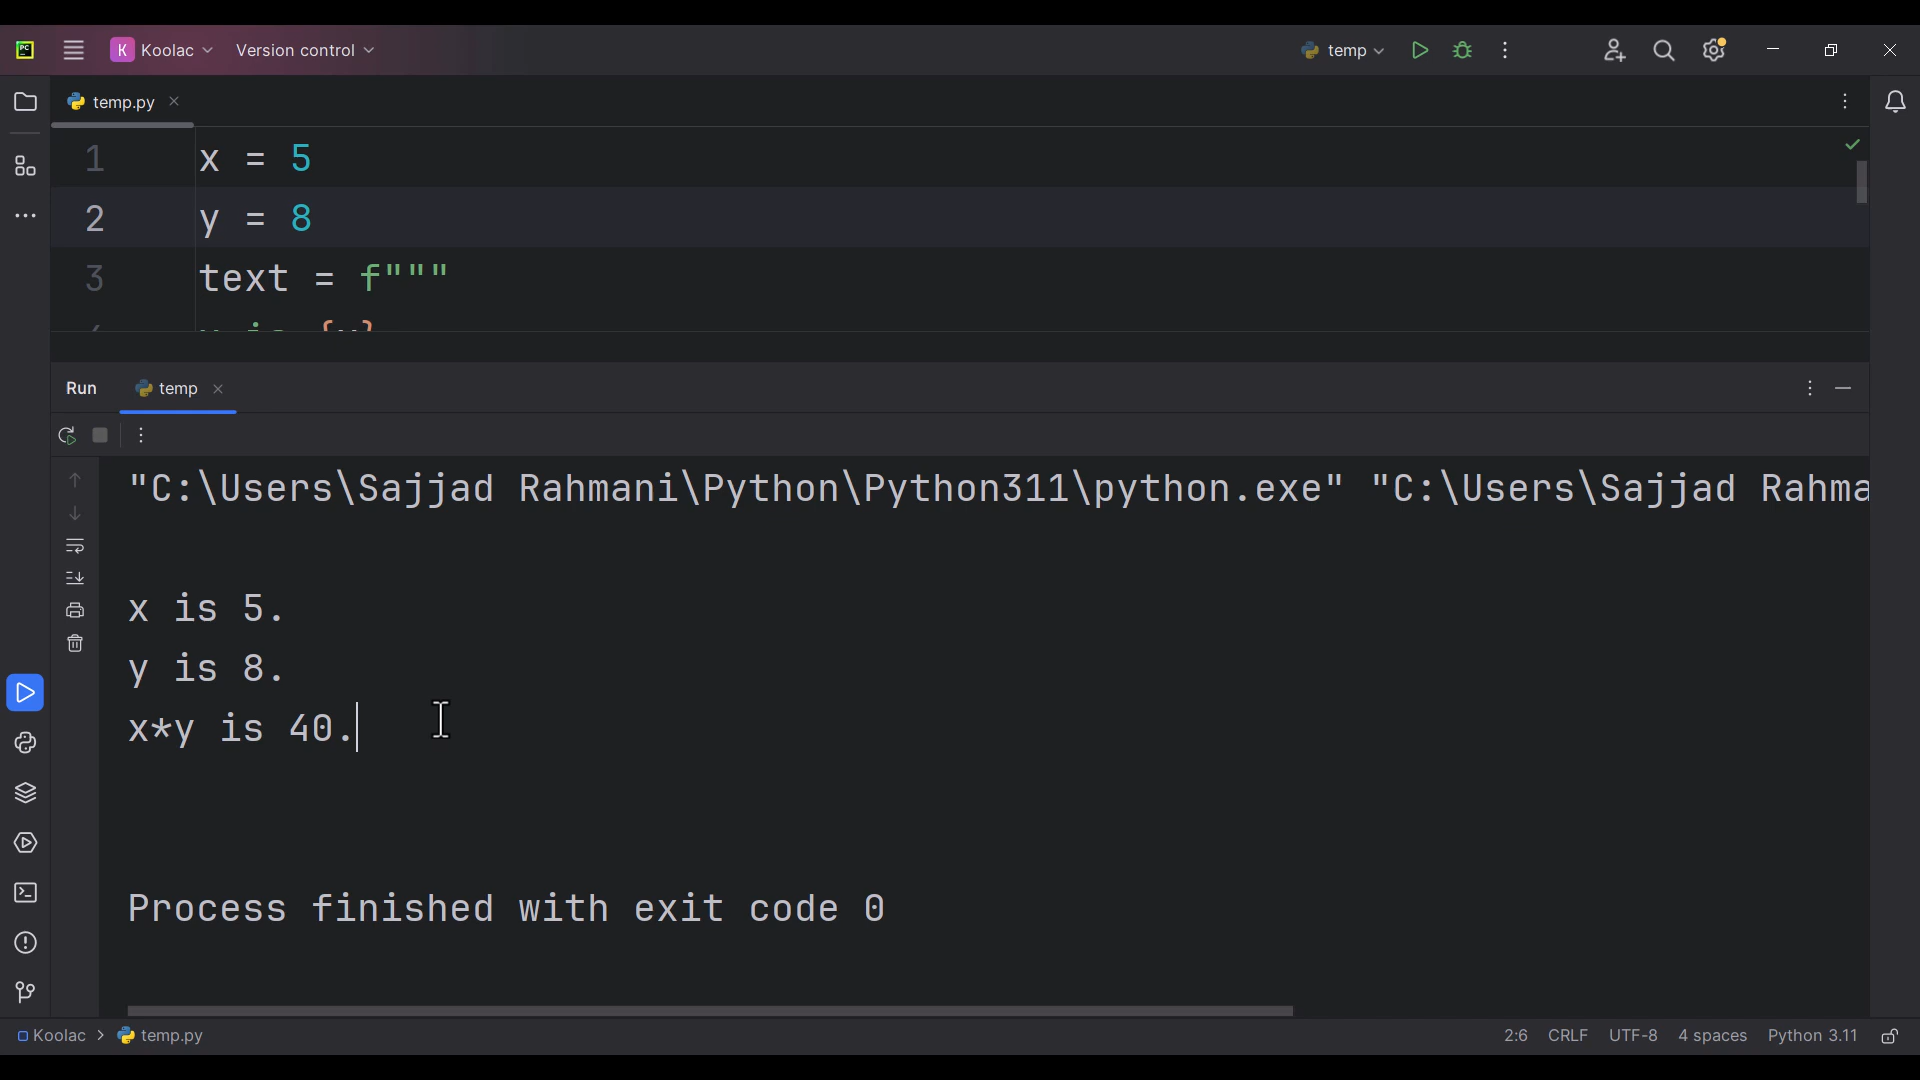 PC
K Koolac Version control temp
temp.py
1 x = 5
2 y = 8
3 text = f"""
Run temp
"C:\Users\Sajjad Rahmani\Python\Python311\python.exe" "C:\Users\Sajjad Rahma
x is 5.
y is 8.
x*y is 40.
Process finished with exit code 0
Koolac > temp.py 2:6 CRLF UTF-8 4 spaces Python 3.11